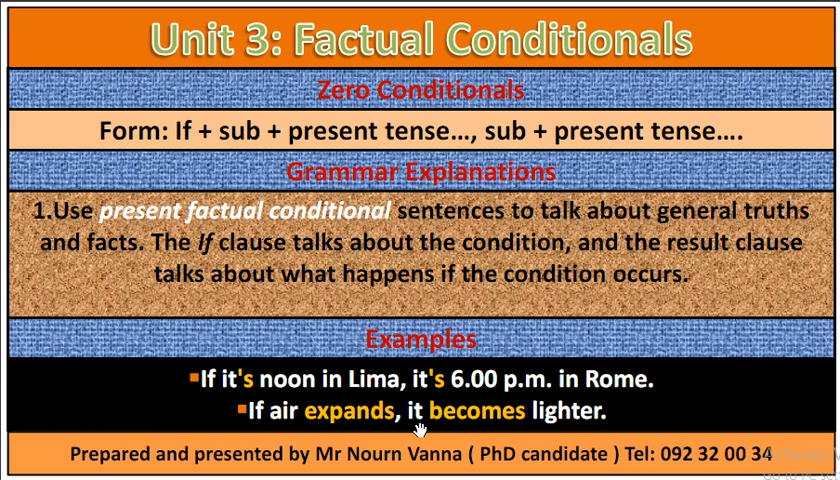 Unit 3: Factual Conditionals
Zero Conditionals
Form: If + sub + present tense…, sub + present tense….
Grammar Explanations
1.Use present factual conditional sentences to talk about general truths
and facts. The If clause talks about the condition, and the result clause
talks about what happens if the condition occurs.
Examples
▪If it's noon in Lima, it's 6.00 p.m. in Rome.
▪If air expands, it becomes lighter.
Prepared and presented by Mr Nourn Vanna ( PhD candidate ) Tel: 092 32 00 34